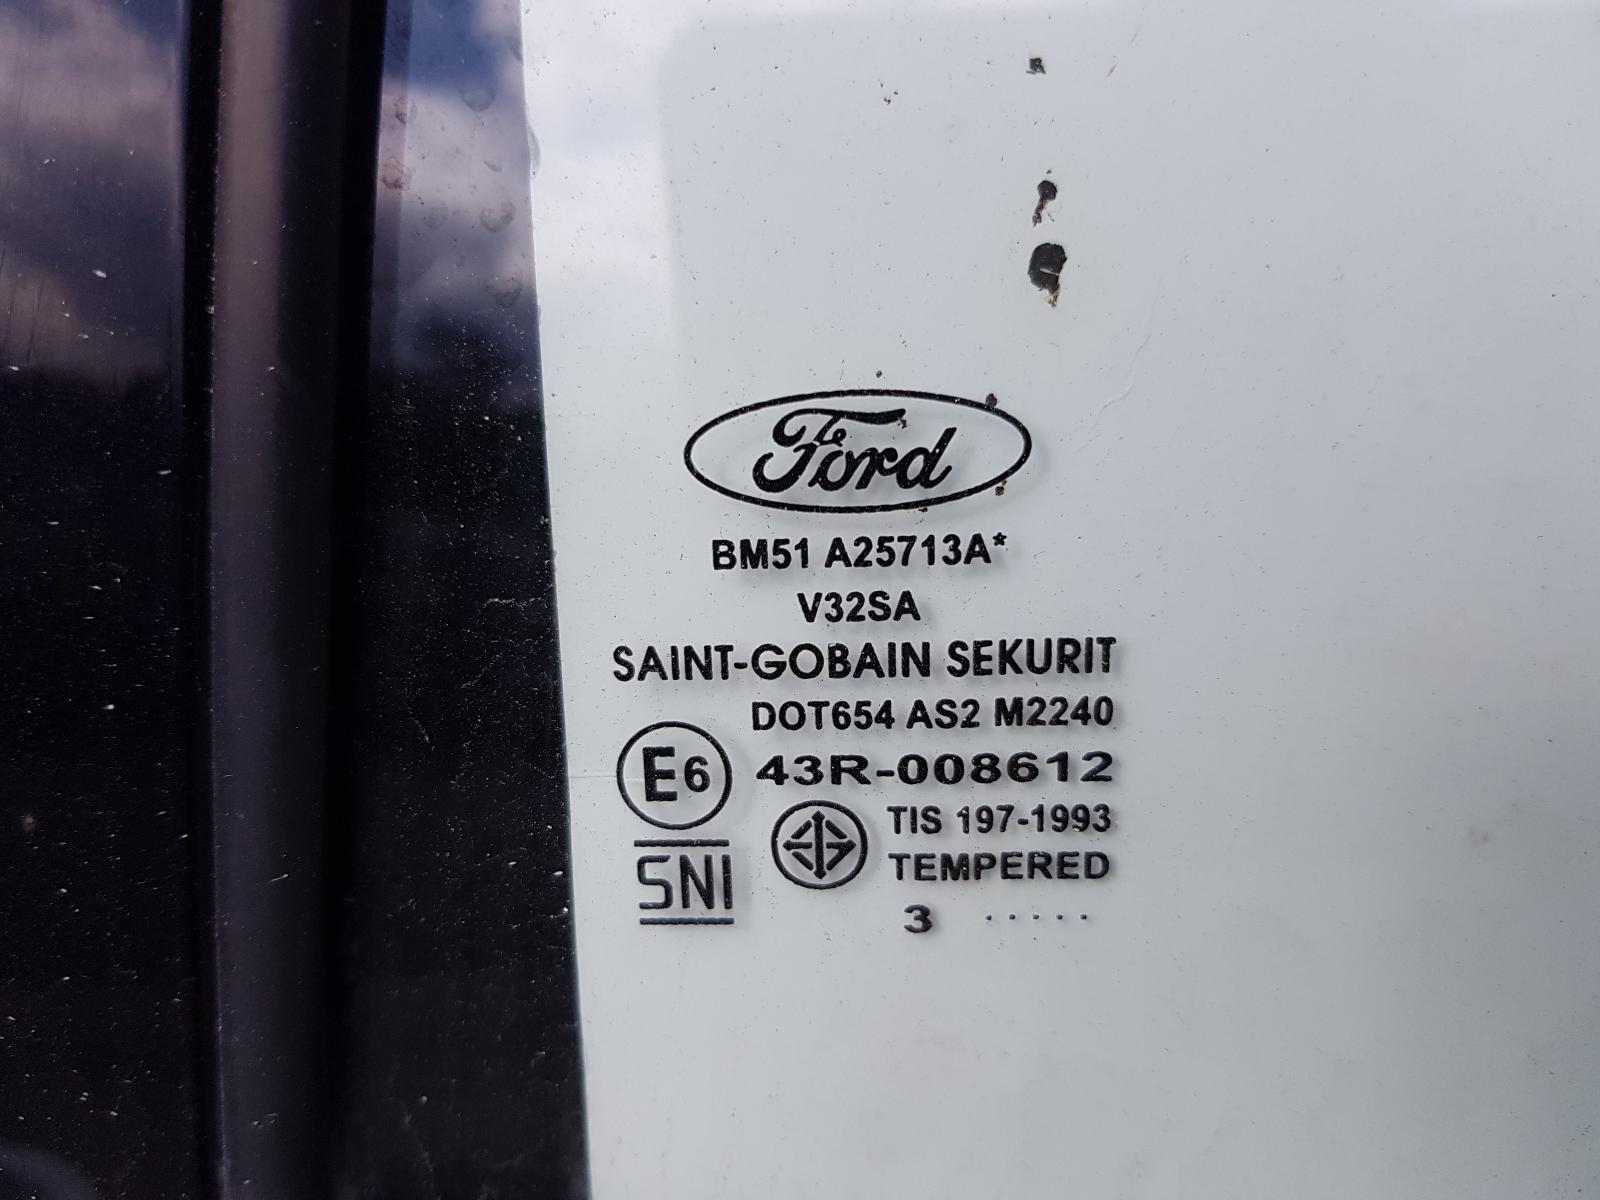 Ford
BM51 A25713A*
V32SA
SAINT-GOBAIN SEKURIT
DOT654 AS2 M2240
E6 43R-008612
TIS 197-1993
SNI TEMPERED
3 .....